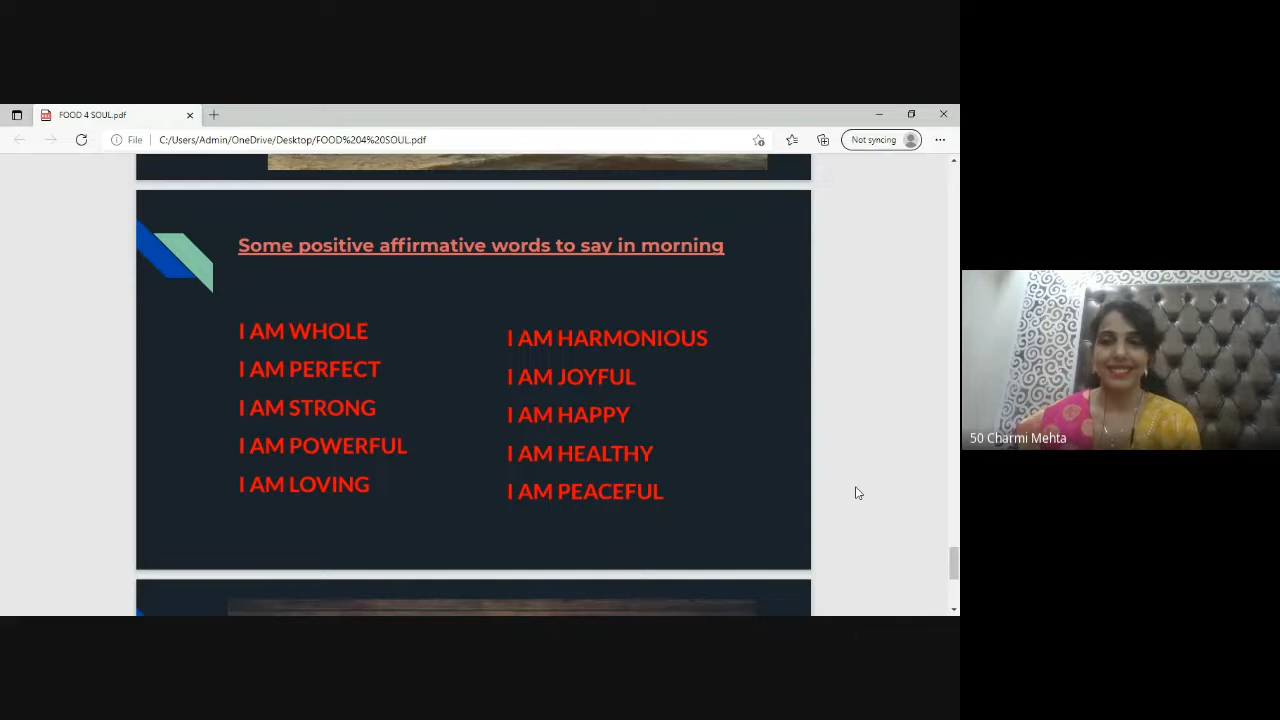 FOOD 4 SOUL.pdf
File
C:/Users/Admin/OneDrive/Desktop/FOOD%204%20SOUL.pdf
Not syncing
Some positive affirmative words to say in morning
I AM WHOLE
I AM PERFECT
I AM STRONG
I AM POWERFUL
I AM LOVING
I AM HARMONIOUS
I AM JOYFUL
I AM HAPPY
I AM HEALTHY
I AM PEACEFUL
50 Charmi Mehta